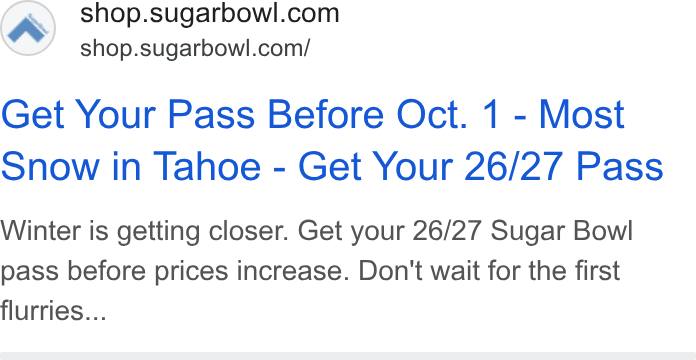 shop.sugarbowl.com
shop.sugarbowl.com/
Get Your Pass Before Oct. 1 - Most
Snow in Tahoe - Get Your 26/27 Pass
Winter is getting closer. Get your 26/27 Sugar Bowl
pass before prices increase. Don't wait for the first
flurries...